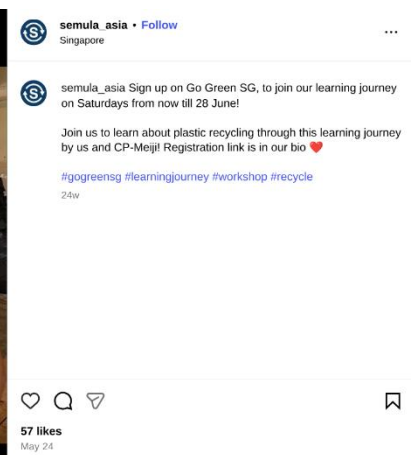 semula_asia • Follow
Singapore
semula_asia Sign up on Go Green SG, to join our learning journey
on Saturdays from now till 28 June!
Join us to learn about plastic recycling through this learning journey
by us and CP-Meiji! Registration link is in our bio ❤️
#gogreensg #learningjourney #workshop #recycle
24w
57 likes
May 24